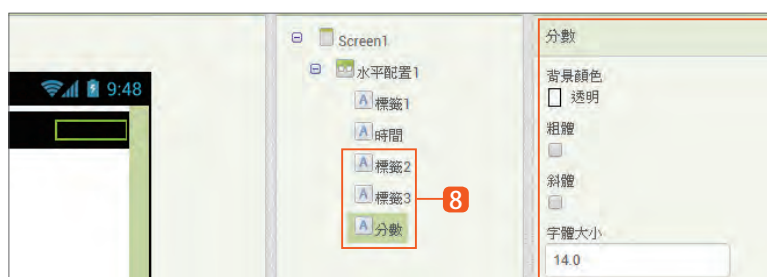 9:48
Screen1
水平配置1
標籤1
時間
標籤2
標籤3
分數
8
分數
背景顏色
透明
粗體
斜體
字體大小
14.0